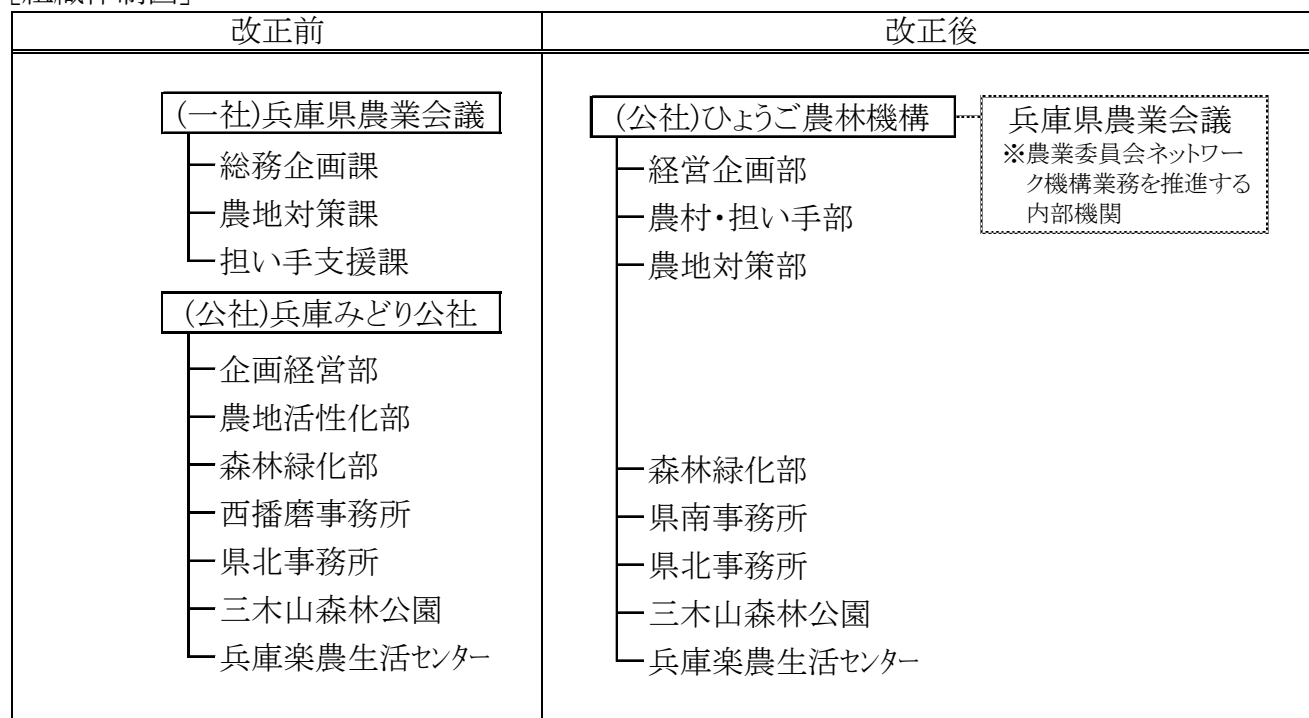 改正前
改正後
(一社)兵庫県農業会議
総務企画課
農地対策課
担い手支援課
(公社)兵庫みどり公社
企画経営部
農地活性化部
森林緑化部
西播磨事務所
県北事務所
三木山森林公園
兵庫楽農生活センター
(公社)ひょうご農林機構
経営企画部
農村・担い手部
農地対策部
森林緑化部
県南事務所
県北事務所
三木山森林公園
兵庫楽農生活センター
兵庫県農業会議
※農業委員会ネットワー
ク機構業務を推進する
内部機関